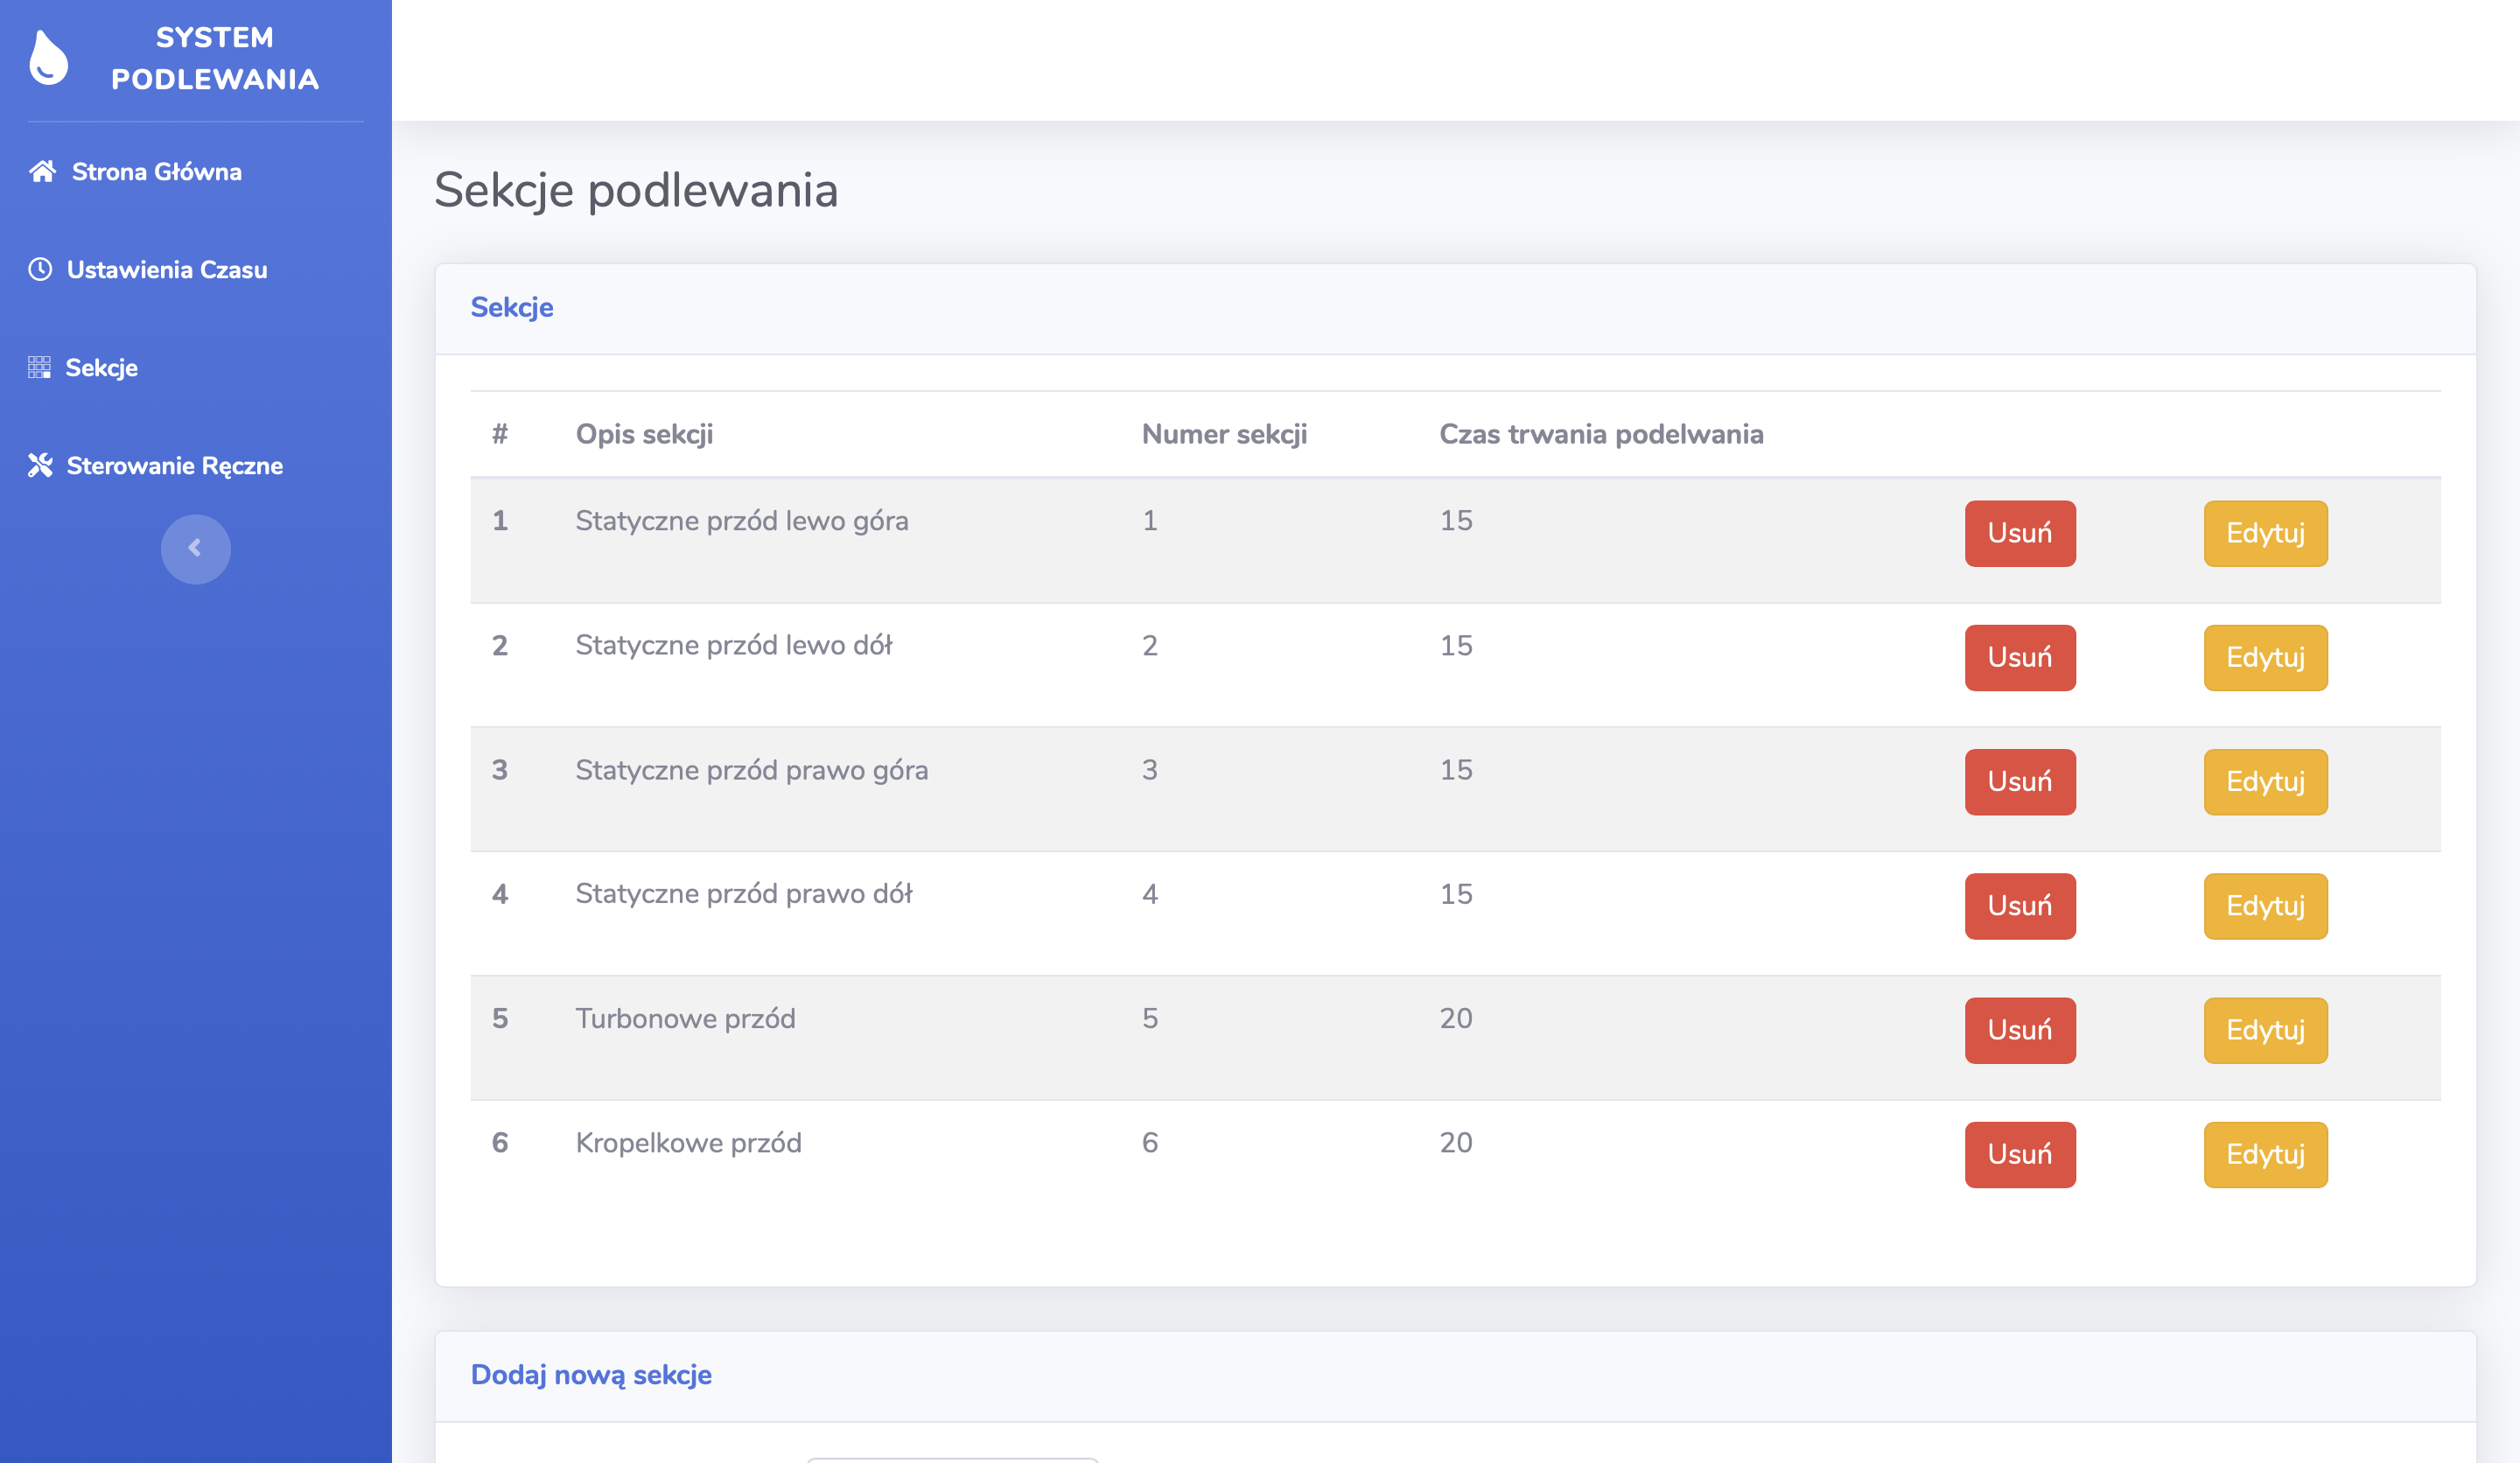 SYSTEM
PODLEWANIA
Strona Główna
Ustawienia Czasu
Sekcje
Sterowanie Ręczne
Sekcje podlewania
Sekcje
# Opis sekcji Numer sekcji Czas trwania podelwania
1 Statyczne przód lewo góra 1 15 Usuń Edytuj
2 Statyczne przód lewo dół 2 15 Usuń Edytuj
3 Statyczne przód prawo góra 3 15 Usuń Edytuj
4 Statyczne przód prawo dół 4 15 Usuń Edytuj
5 Turbonowe przód 5 20 Usuń Edytuj
6 Kropelkowe przód 6 20 Usuń Edytuj
Dodaj nową sekcje